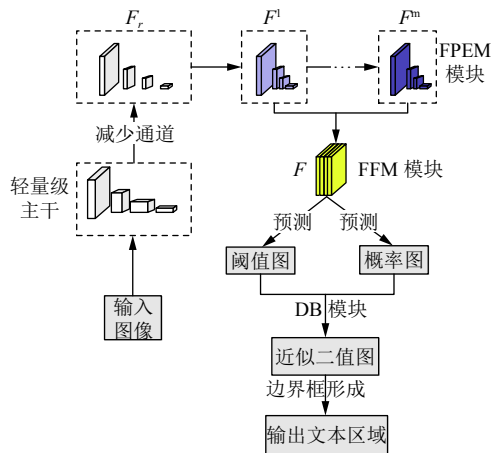 F_r
F^1
F^m
FPEM
模块
减少通道
轻量级
主干
F
FFM 模块
预测
预测
阈值图
概率图
输入
图像
DB 模块
近似二值图
边界框形成
输出文本区域